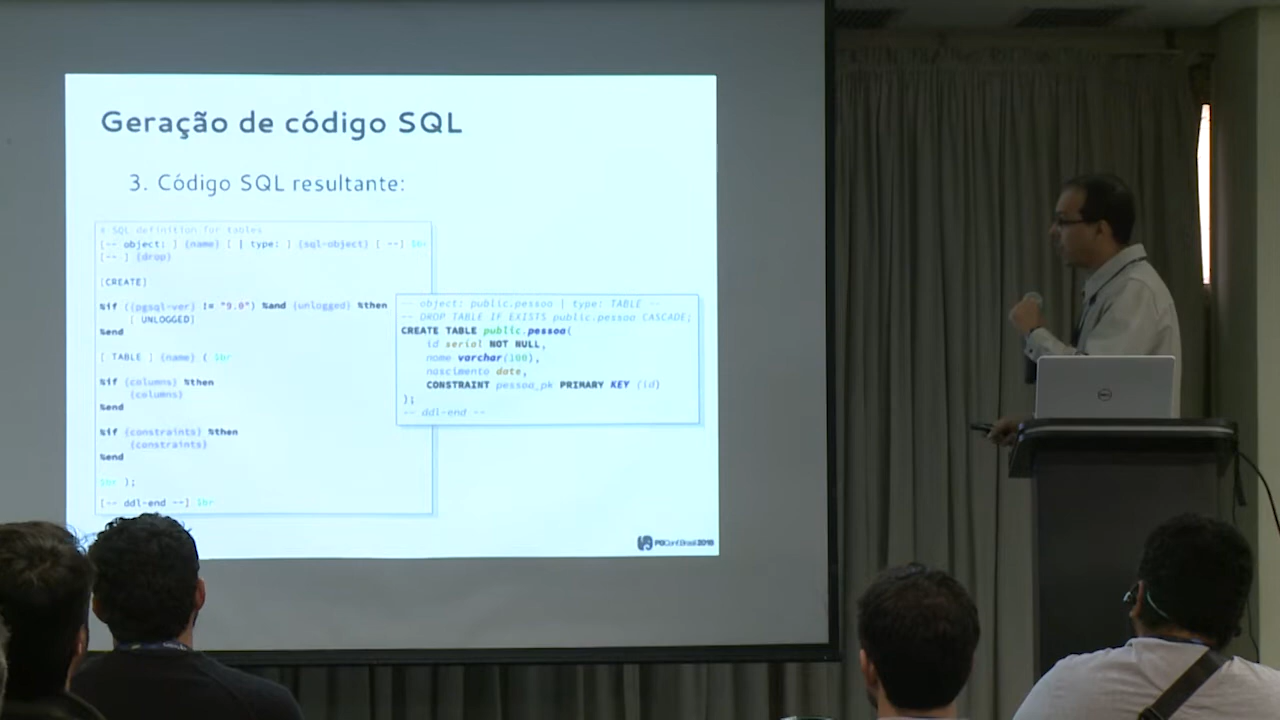 Geração de código SQL
3. Código SQL resultante:
# SQL definition for tables
[-- object: ] {name} [ | type: ] {sql-object} [ --] $br
[-- ] {drop}
[CREATE]
%if ({pgsql-ver} != "9.0") %and {unlogged} %then
[ UNLOGGED]
%end
[ TABLE ] {name} ( $br
%if {columns} %then
{columns}
%end
%if {constraints} %then
{constraints}
%end
$br );
[-- ddl-end --] $br
-- object: public.pessoa | type: TABLE --
-- DROP TABLE IF EXISTS public.pessoa CASCADE;
CREATE TABLE public.pessoa(
id serial NOT NULL,
nome varchar(100),
nascimento date,
CONSTRAINT pessoa_pk PRIMARY KEY (id)
);
-- ddl-end --
PGConf.Brasil 2018
DELL